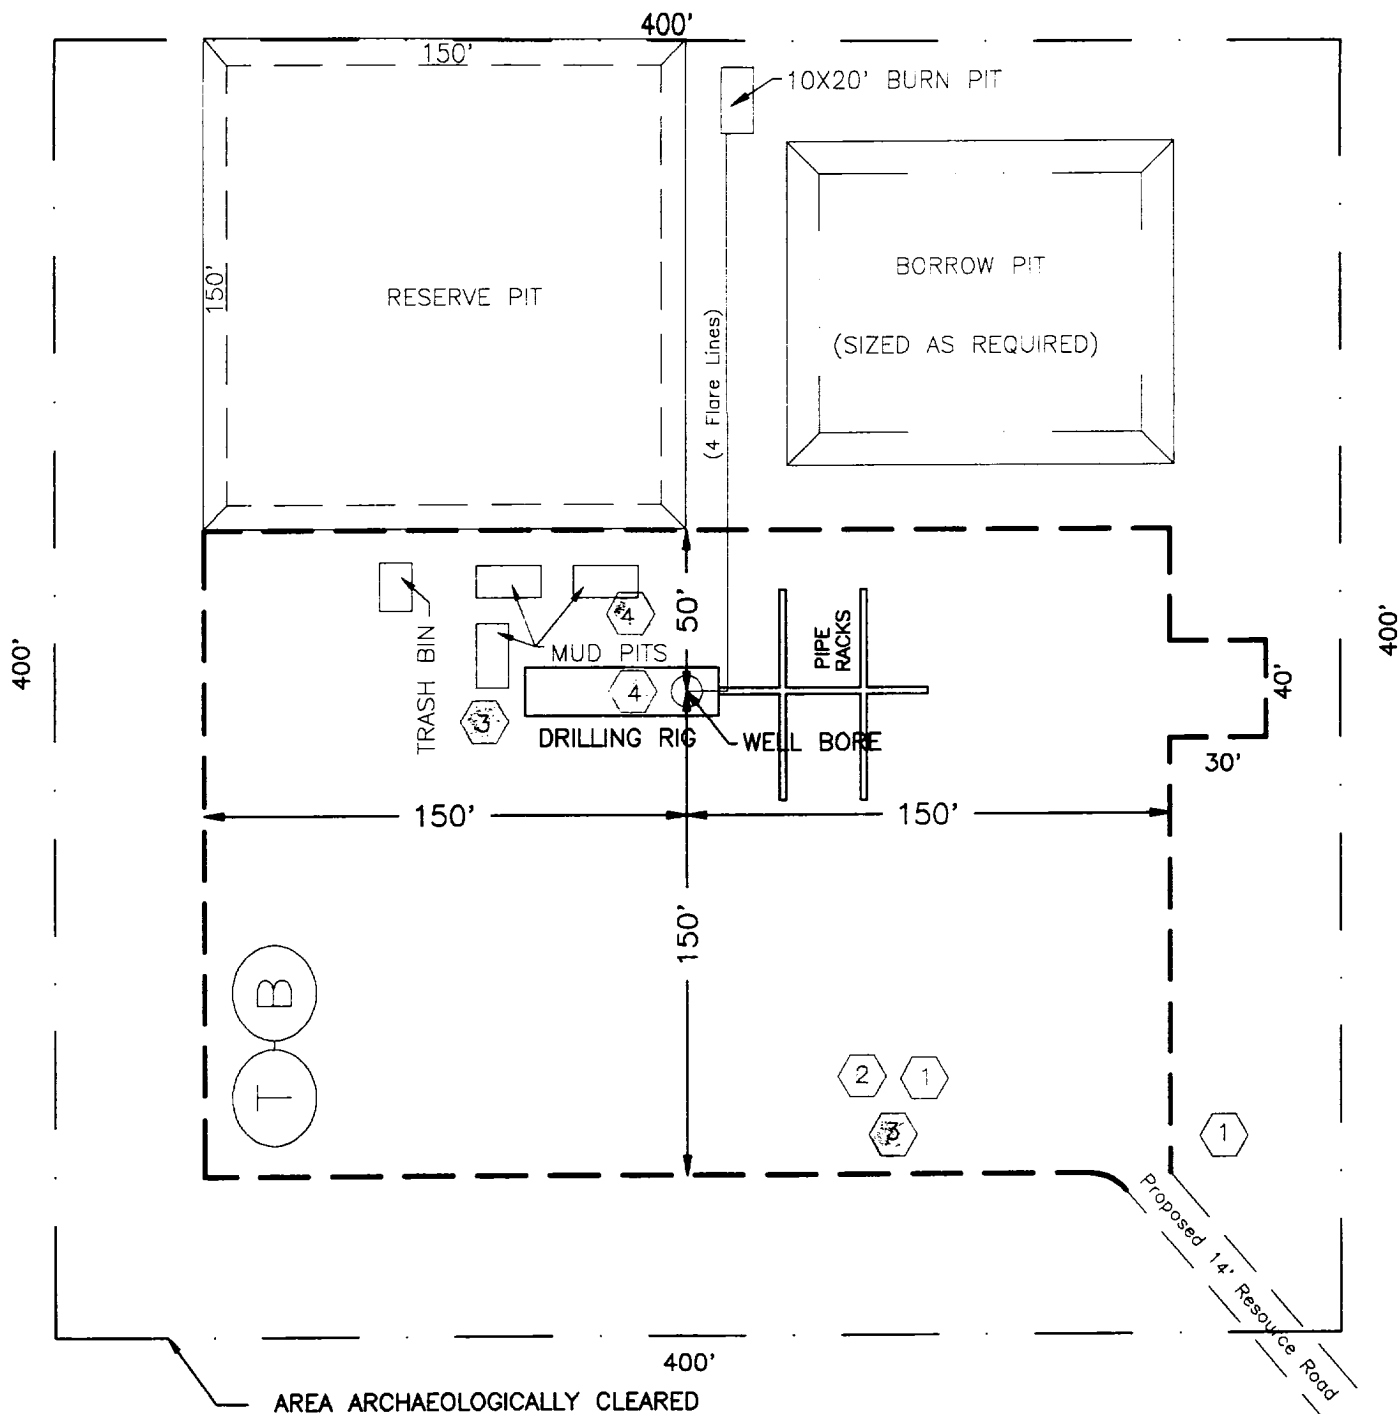 400'
150'
10X20' BURN PIT
150'
RESERVE PIT
BORROW PIT
(SIZED AS REQUIRED)
(4 Flare Lines)
400'
400'
TRASH BIN
MUD PITS
4
50'
PIPE
RACKS
40'
4
3
DRILLING RIG
WELL BORE
30'
150'
150'
150'
B
T
2
1
3
1
Proposed 14' Resource Road
400'
AREA ARCHAEOLOGICALLY CLEARED